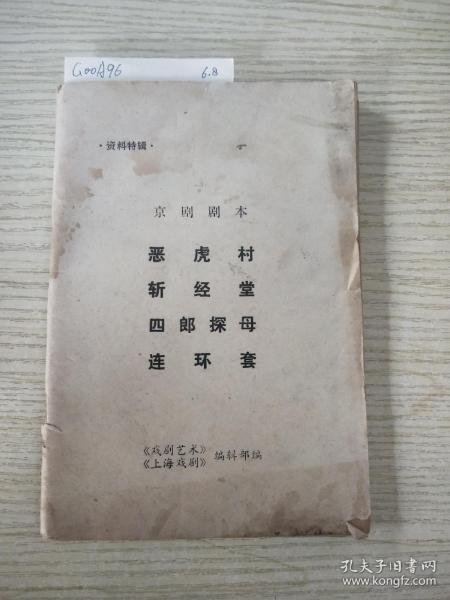 G00A96 6.8
·资料特辑·
京剧剧本
恶虎村
斩经堂
四郎探母
连环套
《戏剧艺术》
《上海戏剧》 编辑部编
孔夫子旧书网
www.kongfz.com